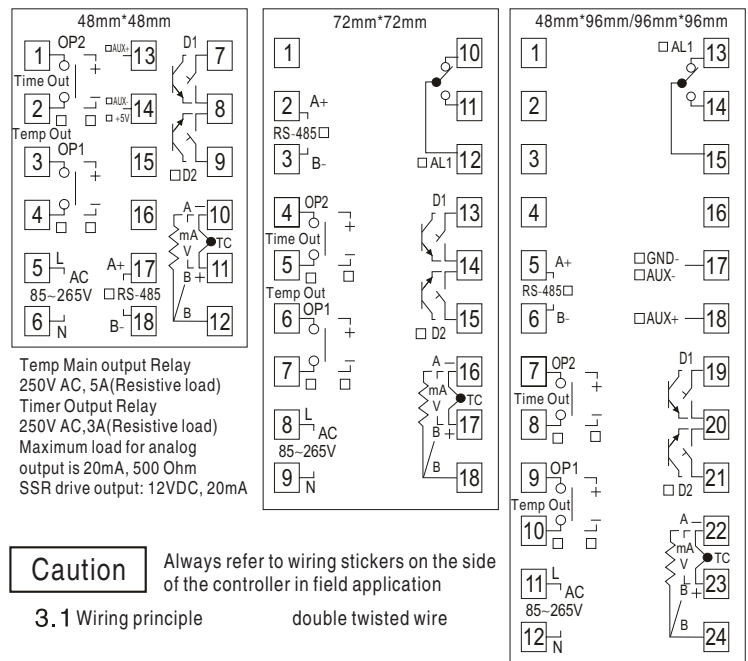 48mm*48mm
1 OP2 □AUX+ 13 D1 7
Time Out
2 □AUX- 14 8
□ +5V
Temp Out
3 OP1 15 9
□D2
4 16 A 10
mA TC
V
5 L AC A+ 17 B + 11
85~265V □RS-485
6 N B- 18 B 12
Temp Main output Relay
250V AC, 5A(Resistive load)
Timer Output Relay
250V AC,3A(Resistive load)
Maximum load for analog
output is 20mA, 500 Ohm
SSR drive output: 12VDC, 20mA
72mm*72mm
1 10
2 A+ 11
RS-485□
3 B- □AL1 12
4 OP2 D1 13
Time Out
5 14
Temp Out
6 OP1 15
□ D2
7 A 16
mA TC
V
8 L AC B + 17
85~265V
9 N B 18
48mm*96mm/96mm*96mm
1 □ AL1 13
2 14
3 15
4 16
5 A+ □GND- 17
□AUX-
RS-485□
6 B- □AUX+ 18
7 OP2 D1 19
Time Out
8 20
9 OP1 21
□ D2
Temp Out
10 A 22
mA TC
V
11 L AC B + 23
85~265V
12 N B 24
Caution
Always refer to wiring stickers on the side
of the controller in field application
3.1 Wiring principle double twisted wire